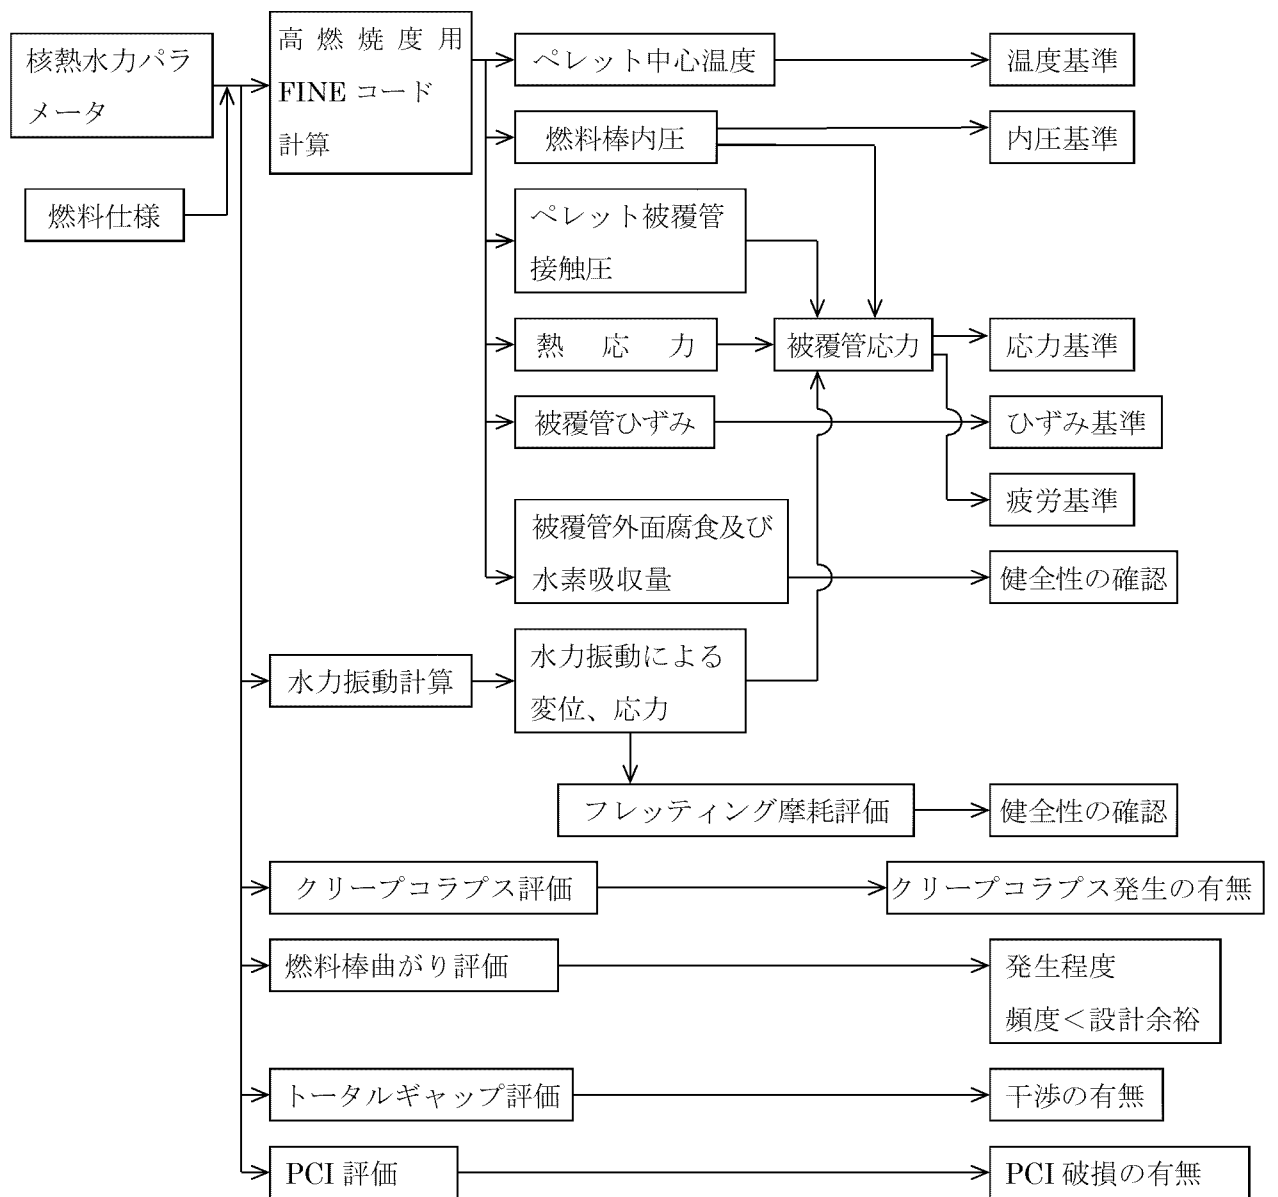 核熱水力パラ
メータ
燃料仕様
高燃焼度用
FINE コード
計算
ペレット中心温度
温度基準
燃料棒内圧
内圧基準
ペレット被覆管
接触圧
熱応力
被覆管応力
応力基準
被覆管ひずみ
ひずみ基準
疲労基準
被覆管外面腐食及び
水素吸収量
健全性の確認
水力振動計算
水力振動による
変位、応力
フレッティング摩耗評価
健全性の確認
クリープコラプス評価
クリープコラプス発生の有無
燃料棒曲がり評価
発生程度
頻度＜設計余裕
トータルギャップ評価
干渉の有無
PCI 評価
PCI 破損の有無